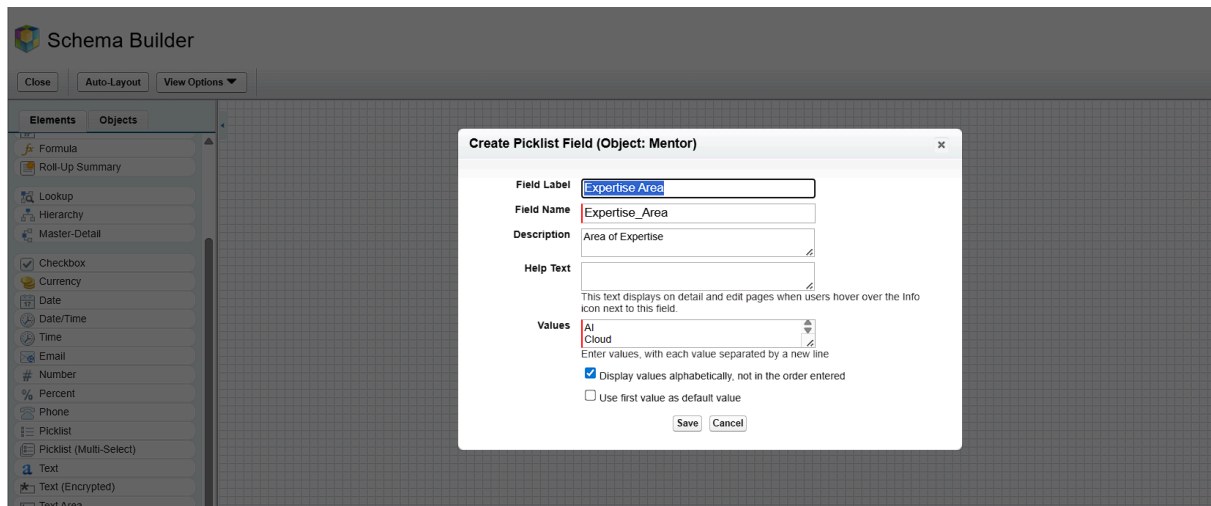 Schema Builder
Close Auto-Layout View Options
Elements Objects
Formula
Roll-Up Summary
Lookup
Hierarchy
Master-Detail
Checkbox
Currency
Date
Date/Time
Time
Email
Number
Percent
Phone
Picklist
Picklist (Multi-Select)
Text
Text (Encrypted)
Text Area
Create Picklist Field (Object: Mentor)
Field Label Expertise Area
Field Name Expertise_Area
Description Area of Expertise
Help Text
This text displays on detail and edit pages when users hover over the Info
icon next to this field.
Values AI
Cloud
Enter values, with each value separated by a new line
Display values alphabetically, not in the order entered
Use first value as default value
Save Cancel